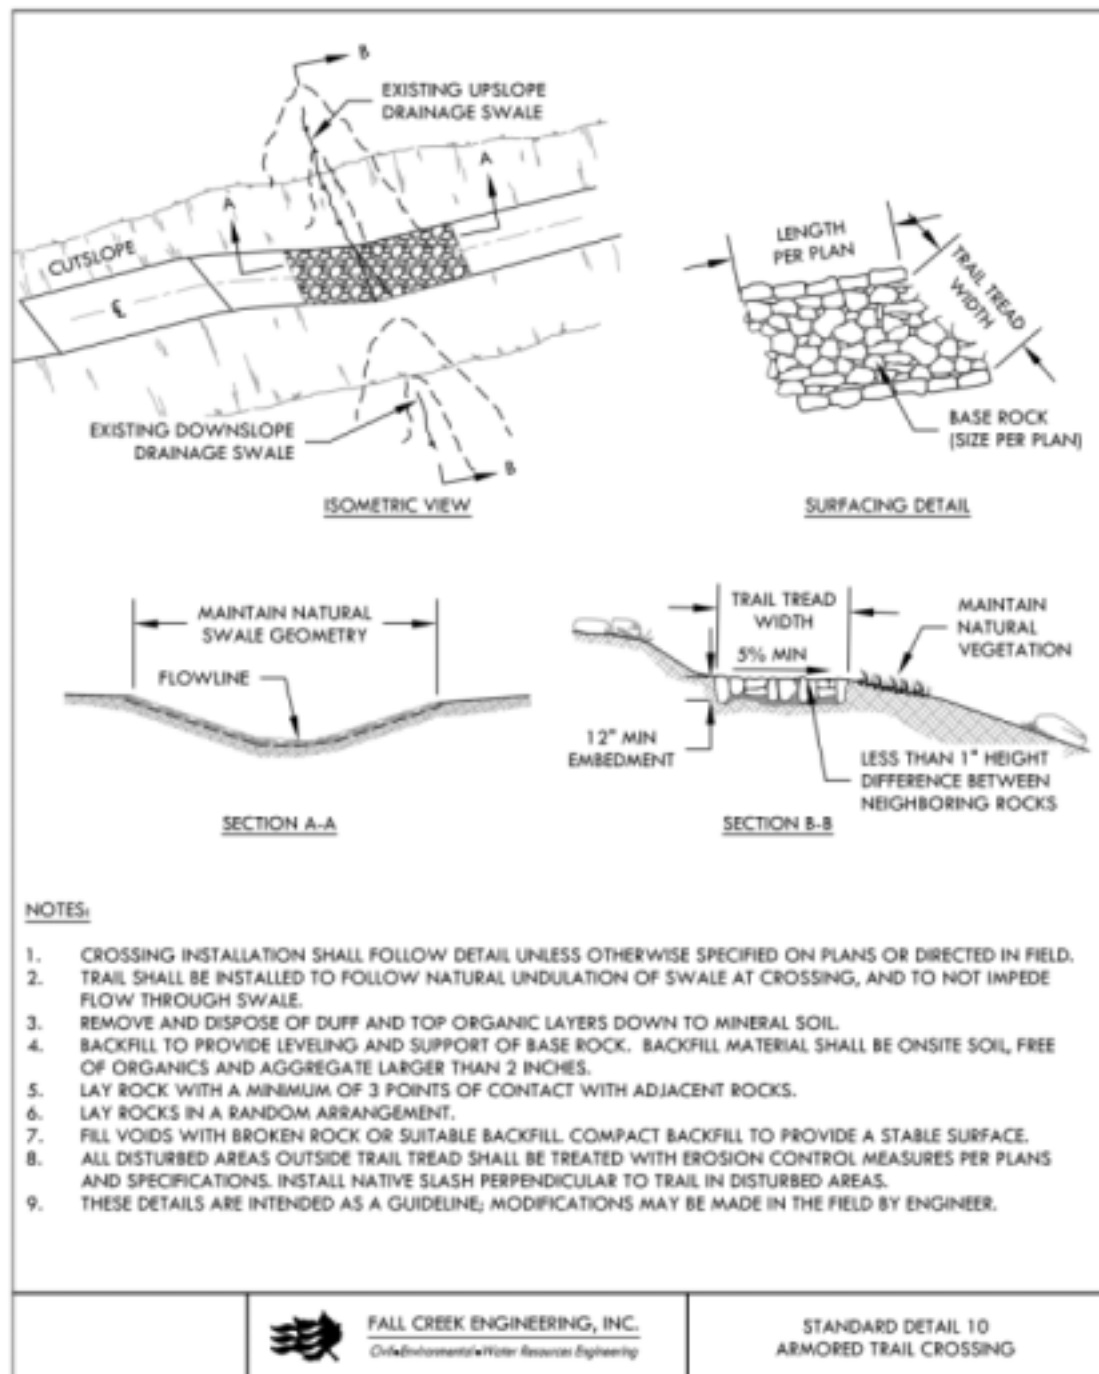 B
EXISTING UPSLOPE
DRAINAGE SWALE
A
A
CUTSLOPE
℄
EXISTING DOWNSLOPE
DRAINAGE SWALE
B
ISOMETRIC VIEW
LENGTH
PER PLAN
TRAIL TREAD
WIDTH
BASE ROCK
(SIZE PER PLAN)
SURFACING DETAIL
MAINTAIN NATURAL
SWALE GEOMETRY
FLOWLINE
SECTION A-A
TRAIL TREAD
WIDTH
5% MIN
MAINTAIN
NATURAL
VEGETATION
12" MIN
EMBEDMENT
LESS THAN 1" HEIGHT
DIFFERENCE BETWEEN
NEIGHBORING ROCKS
SECTION B-B
NOTES:
1. CROSSING INSTALLATION SHALL FOLLOW DETAIL UNLESS OTHERWISE SPECIFIED ON PLANS OR DIRECTED IN FIELD.
2. TRAIL SHALL BE INSTALLED TO FOLLOW NATURAL UNDULATION OF SWALE AT CROSSING, AND TO NOT IMPEDE
FLOW THROUGH SWALE.
3. REMOVE AND DISPOSE OF DUFF AND TOP ORGANIC LAYERS DOWN TO MINERAL SOIL.
4. BACKFILL TO PROVIDE LEVELING AND SUPPORT OF BASE ROCK. BACKFILL MATERIAL SHALL BE ONSITE SOIL, FREE
OF ORGANICS AND AGGREGATE LARGER THAN 2 INCHES.
5. LAY ROCK WITH A MINIMUM OF 3 POINTS OF CONTACT WITH ADJACENT ROCKS.
6. LAY ROCKS IN A RANDOM ARRANGEMENT.
7. FILL VOIDS WITH BROKEN ROCK OR SUITABLE BACKFILL. COMPACT BACKFILL TO PROVIDE A STABLE SURFACE.
8. ALL DISTURBED AREAS OUTSIDE TRAIL TREAD SHALL BE TREATED WITH EROSION CONTROL MEASURES PER PLANS
AND SPECIFICATIONS. INSTALL NATIVE SLASH PERPENDICULAR TO TRAIL IN DISTURBED AREAS.
9. THESE DETAILS ARE INTENDED AS A GUIDELINE; MODIFICATIONS MAY BE MADE IN THE FIELD BY ENGINEER.
FALL CREEK ENGINEERING, INC.
Civil•Environmental•Water Resources Engineering
STANDARD DETAIL 10
ARMORED TRAIL CROSSING